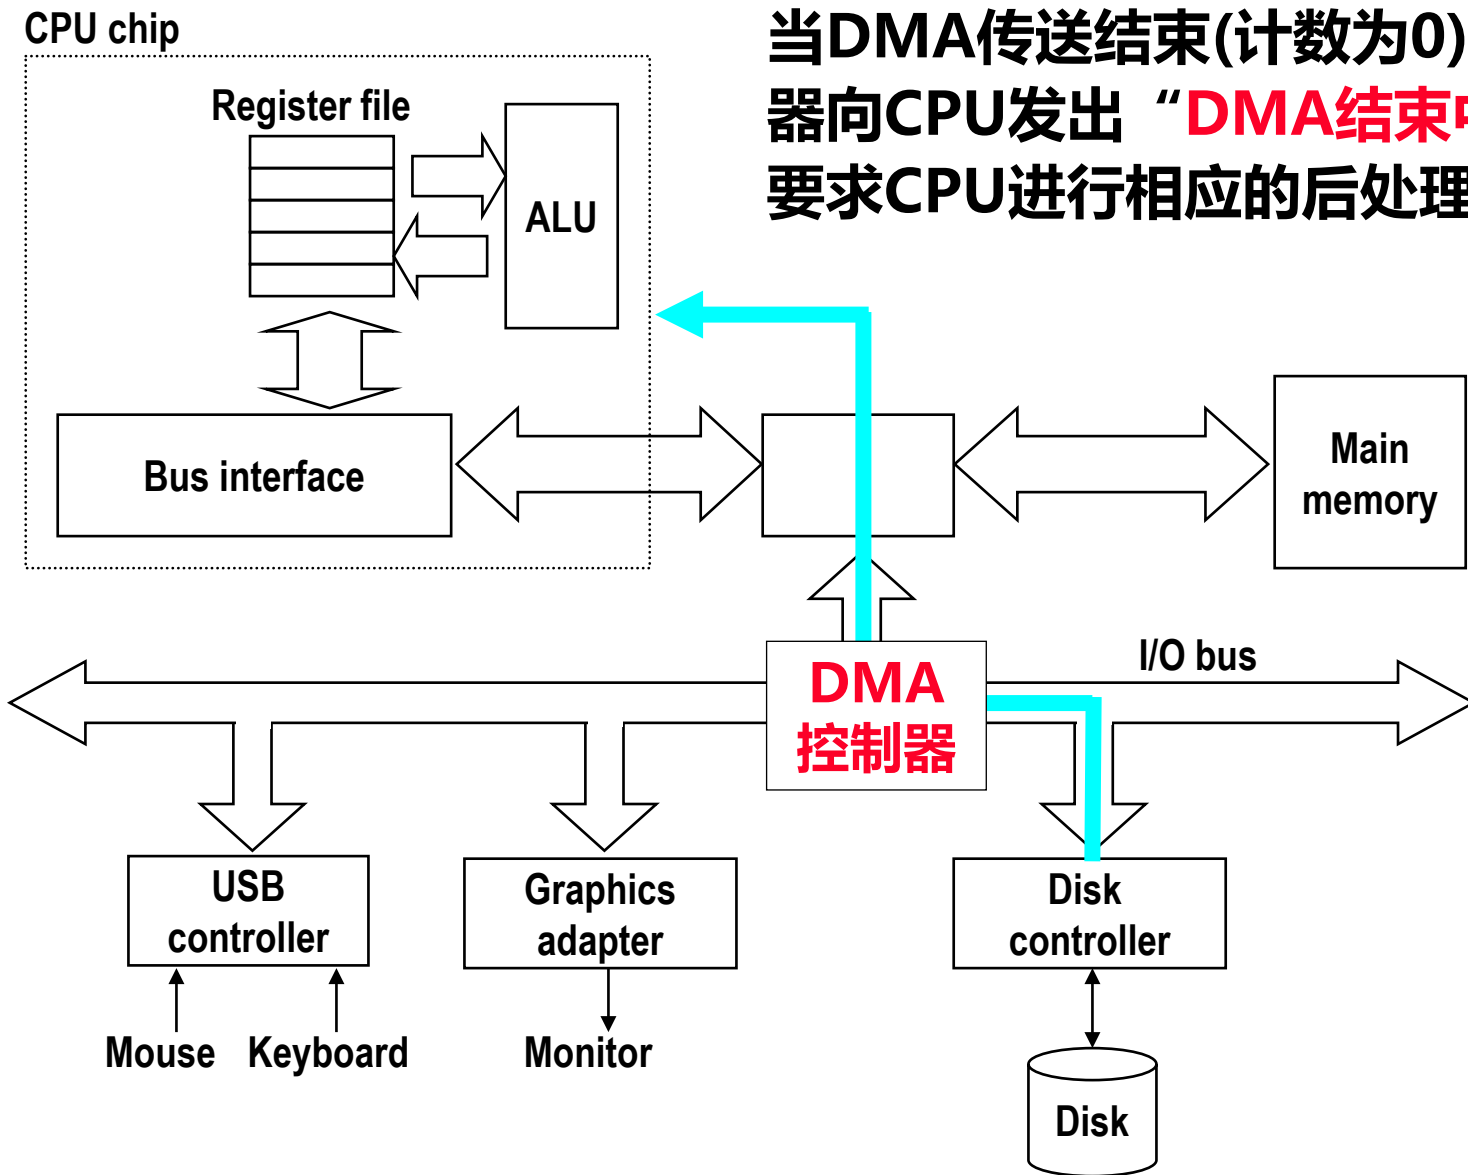 CPU chip
当DMA传送结束(计数为0)
器向CPU发出“DMA结束
要求CPU进行相应的后处理
Register file
ALU
Bus interface
Main
memory
I/O bus
DMA
控制器
USB
controller
Graphics
adapter
Disk
controller
Mouse
Keyboard
Monitor
Disk